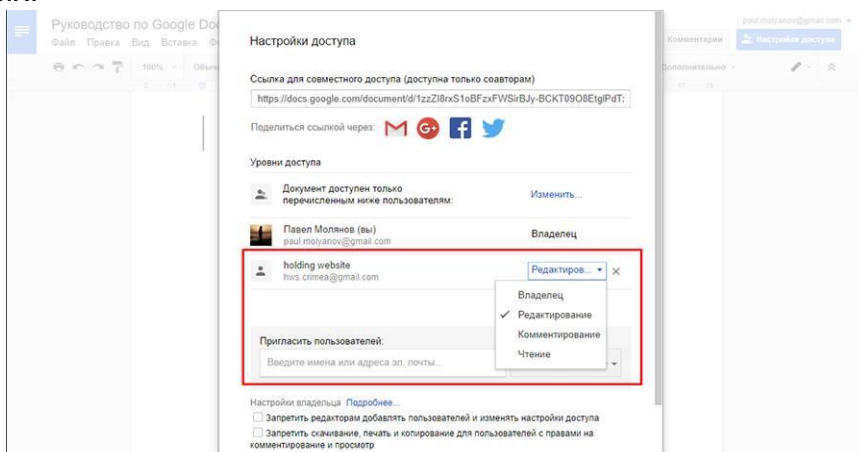 Руководство по Google Doc
paul.molyanov@gmail.com
Файл Правка Вид Вставка
Комментарии
Настройки доступа
100%
Дополнительно
Настройки доступа
Ссылка для совместного доступа (доступна только соавторам)
https://docs.google.com/document/d/1zzZI8rxS1oBFzxFWSirBJy-BCKT09O8EtglPdT:
Поделиться ссылкой через:
Уровни доступа
Документ доступен только
перечисленным ниже пользователям:
Изменить...
Павел Молянов (вы)
paul.molyanov@gmail.com
Владелец
holding website
hws.crimea@gmail.com
Редактиров...
Владелец
Редактирование
Комментирование
Чтение
Пригласить пользователей:
Введите имена или адреса эл. почты...
Настройки владельца Подробнее...
Запретить редакторам добавлять пользователей и изменять настройки доступа
Запретить скачивание, печать и копирование для пользователей с правами на
комментирование и просмотр